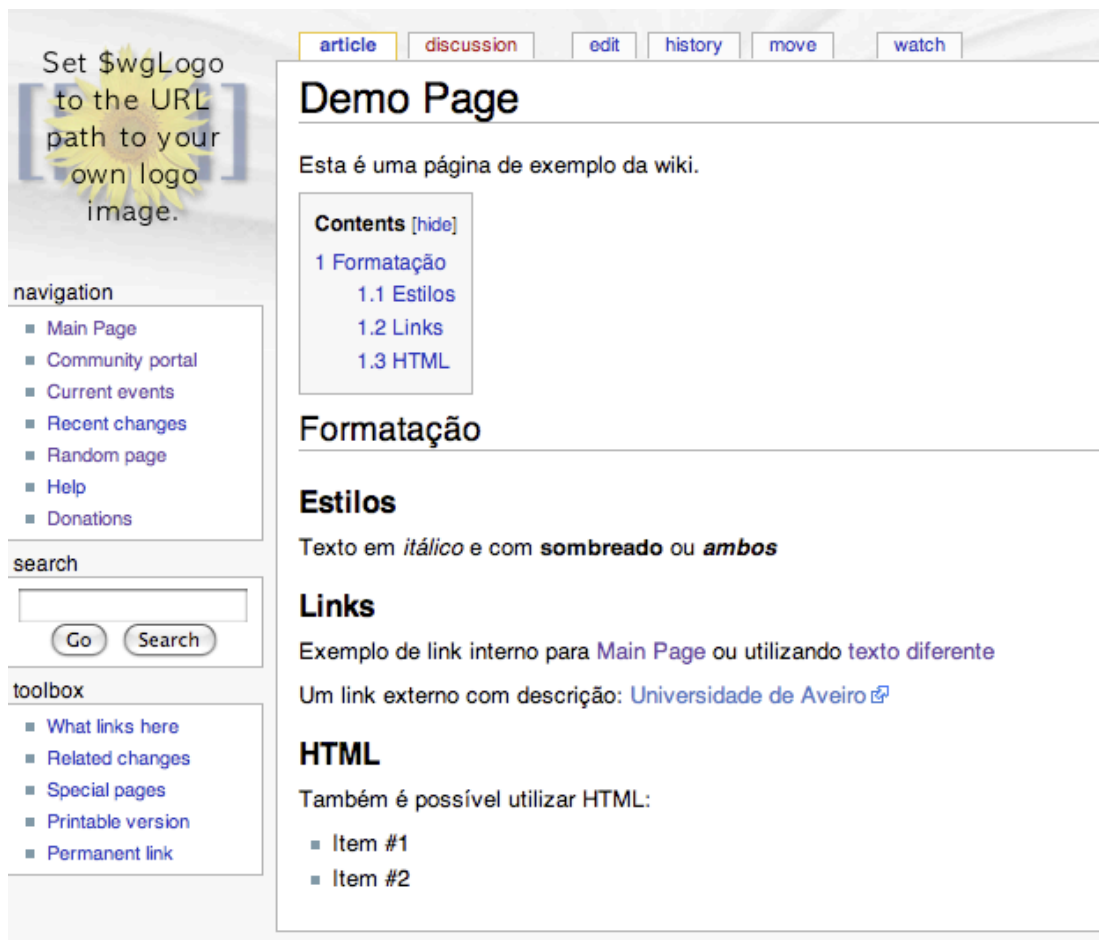 Set $wgLogo
to the URL
path to your
own logo
image.
navigation
Main Page
Community portal
Current events
Recent changes
Random page
Help
Donations
search
Go Search
toolbox
What links here
Related changes
Special pages
Printable version
Permanent link
article discussion edit history move watch
Demo Page
Esta é uma página de exemplo da wiki.
Contents [hide]
1 Formatação
1.1 Estilos
1.2 Links
1.3 HTML
Formatação
Estilos
Texto em itálico e com sombreado ou ambos
Links
Exemplo de link interno para Main Page ou utilizando texto diferente
Um link externo com descrição: Universidade de Aveiro
HTML
Também é possível utilizar HTML:
Item #1
Item #2